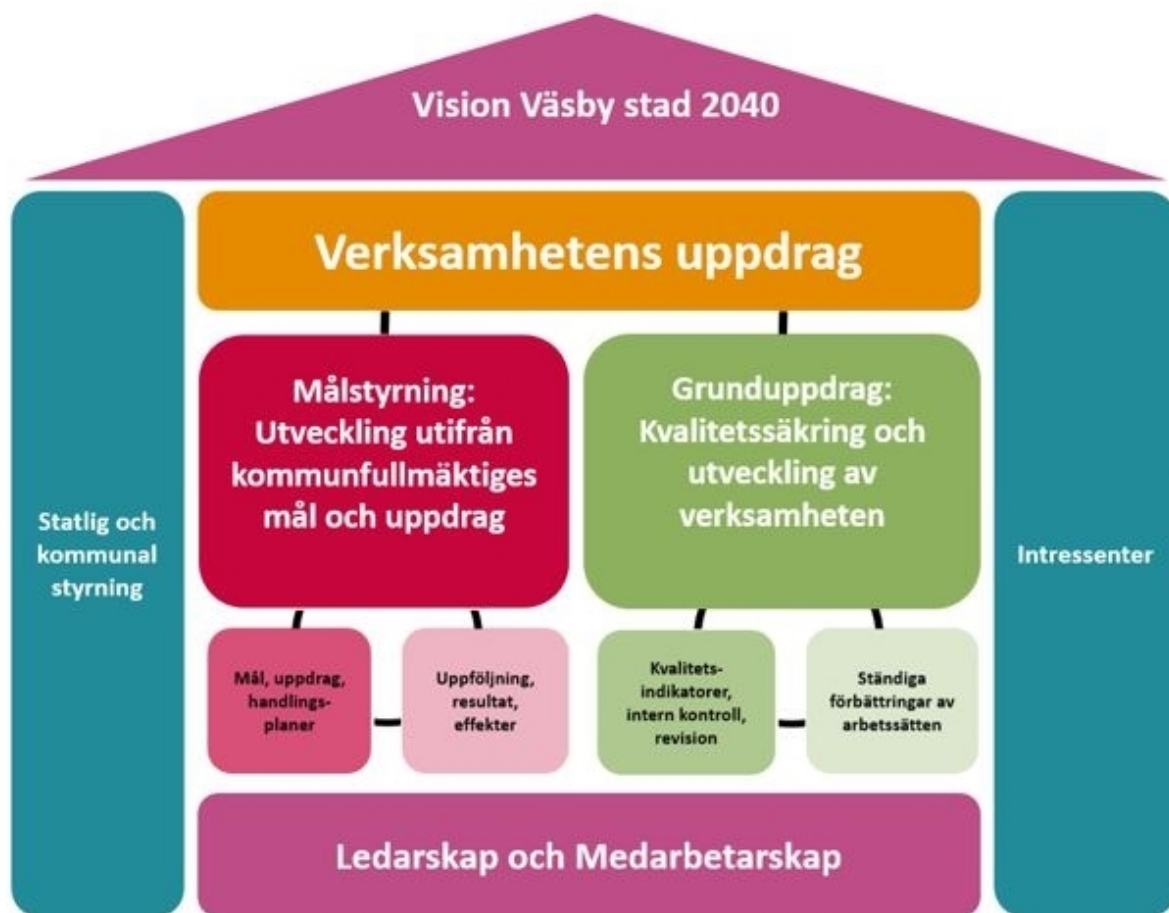 Vision Väsby stad 2040
Verksamhetens uppdrag
Statlig och
kommunal
styrning
Målstyrning:
Utveckling utifrån
kommunfullmäktiges
mål och uppdrag
Grunduppdrag:
Kvalitetssäkring och
utveckling av
verksamheten
Intressenter
Mål, uppdrag,
handlings-
planer
Uppföljning,
resultat,
effekter
Kvalitets-
indikatorer,
intern kontroll,
revision
Ständiga
förbättringar av
arbetssätten
Ledarskap och Medarbetarskap